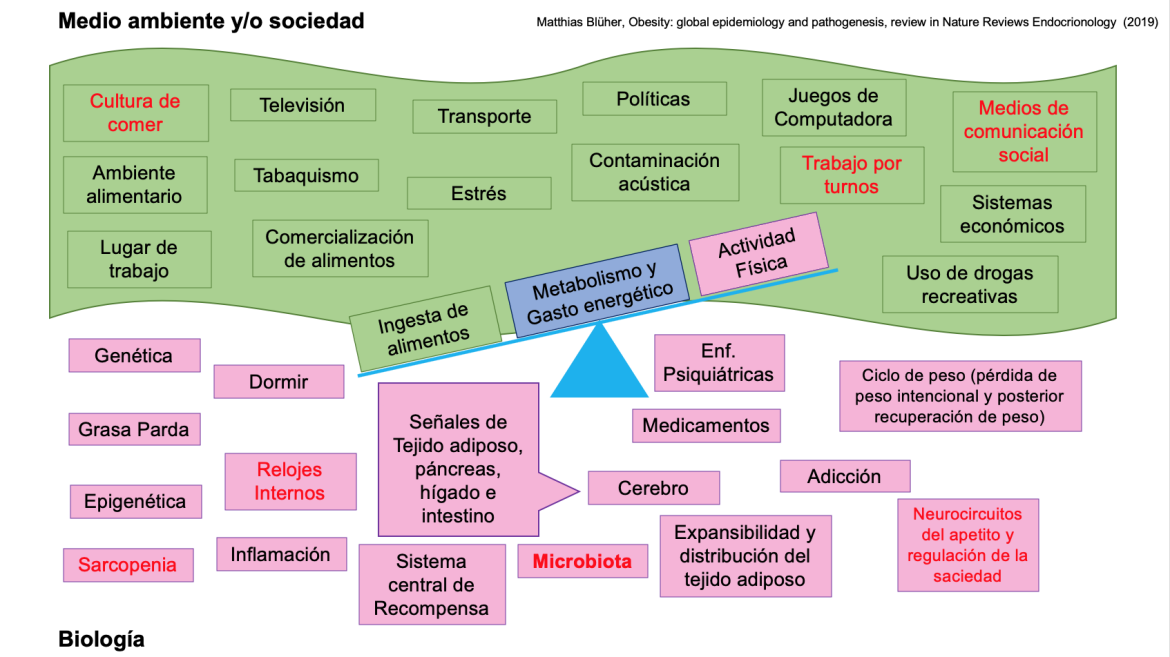 Medio ambiente y/o sociedad
Matthias Blüher, Obesity: global epidemiology and pathogenesis, review in Nature Reviews Endocrionology (2019)
Cultura de
comer
Televisión
Transporte
Políticas
Juegos de
Computadora
Medios de
comunicación
social
Ambiente
alimentario
Tabaquismo
Estrés
Contaminación
acústica
Trabajo por
turnos
Sistemas
económicos
Lugar de
trabajo
Comercialización
de alimentos
Uso de drogas
recreativas
Ingesta de
alimentos
Metabolismo y
Gasto energético
Actividad
Física
Genética
Dormir
Enf.
Psiquiátricas
Ciclo de peso (pérdida de
peso intencional y posterior
recuperación de peso)
Grasa Parda
Señales de
Tejido adiposo,
páncreas,
hígado e
intestino
Medicamentos
Relojes
Internos
Cerebro
Adicción
Epigenética
Neurocircuitos
del apetito y
regulación de la
saciedad
Sarcopenia
Inflamación
Sistema
central de
Recompensa
Microbiota
Expansibilidad y
distribución del
tejido adiposo
Biología